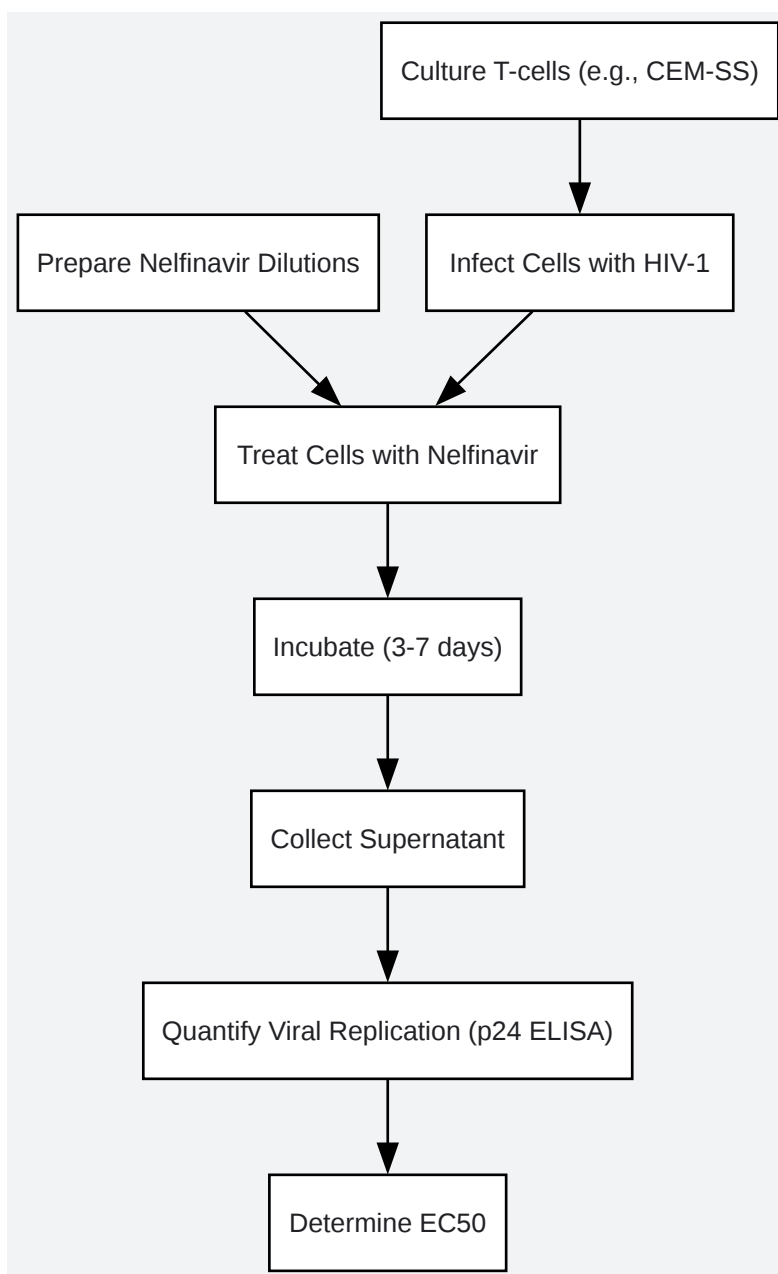 Culture T-cells (e.g., CEM-SS)
Prepare Nelfinavir Dilutions
Infect Cells with HIV-1
Treat Cells with Nelfinavir
Incubate (3-7 days)
Collect Supernatant
Quantify Viral Replication (p24 ELISA)
Determine EC50